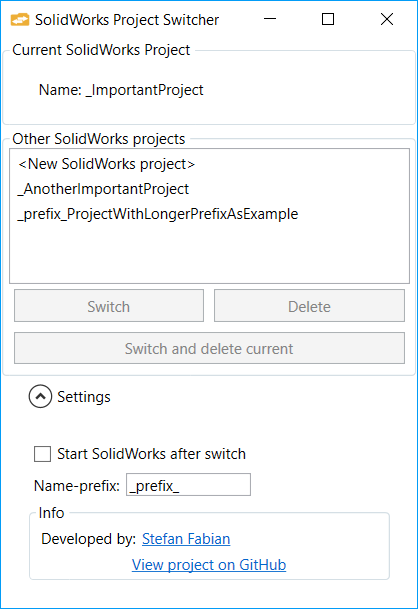 SolidWorks Project Switcher
Current SolidWorks Project
Name: _ImportantProject
Other SolidWorks projects
<New SolidWorks project>
_AnotherImportantProject
_prefix_ProjectWithLongerPrefixAsExample
Switch Delete
Switch and delete current
Settings
Start SolidWorks after switch
Name-prefix: _prefix_
Info
Developed by: Stefan Fabian
View project on GitHub